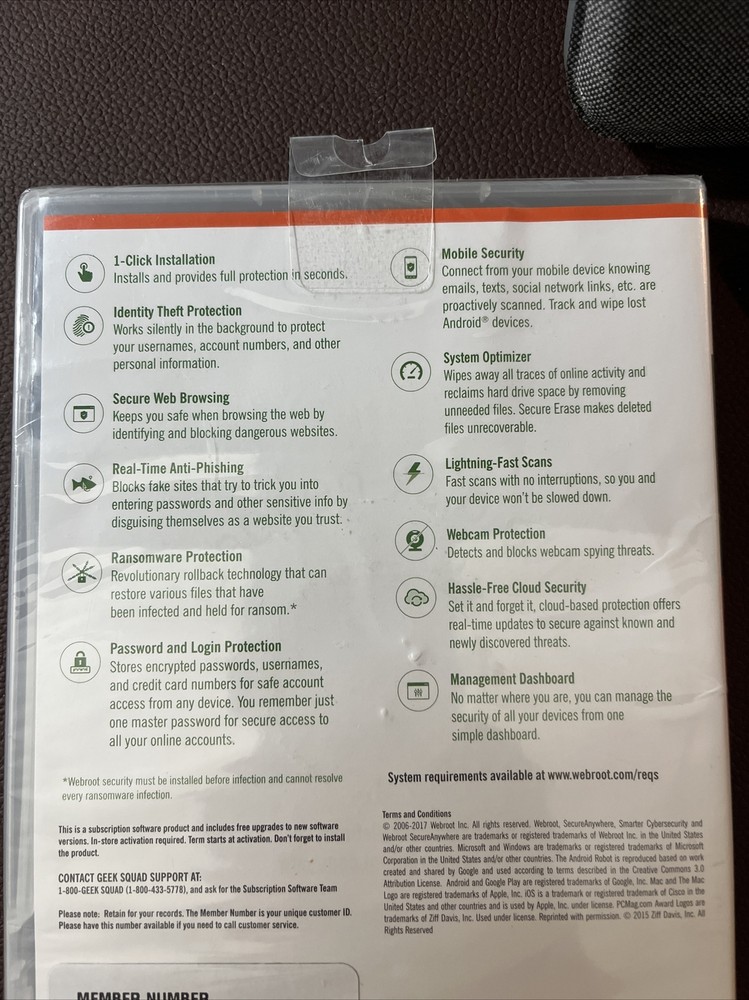 1-Click Installation
Installs and provides full protection in seconds.
Identity Theft Protection
Works silently in the background to protect
your usernames, account numbers, and other
personal information.
Secure Web Browsing
Keeps you safe when browsing the web by
identifying and blocking dangerous websites.
Real-Time Anti-Phishing
Blocks fake sites that try to trick you into
entering passwords and other sensitive info by
disguising themselves as a website you trust.
Ransomware Protection
Revolutionary rollback technology that can
restore various files that have
been infected and held for ransom.*
Password and Login Protection
Stores encrypted passwords, usernames,
and credit card numbers for safe account
access from any device. You remember just
one master password for secure access to
all your online accounts.
*Webroot security must be installed before infection and cannot resolve
every ransomware infection.
This is a subscription software product and includes free upgrades to new software
versions. In-store activation required. Term starts at activation. Don't forget to install
the product.
CONTACT GEEK SQUAD SUPPORT AT:
1-800-GEEK SQUAD (1-800-433-5778), and ask for the Subscription Software Team
Please note: Retain for your records. The Member Number is your unique customer ID.
Please have this number available if you need to call customer service.
MEMBER NUMBER
Mobile Security
Connect from your mobile device knowing
emails, texts, social network links, etc. are
proactively scanned. Track and wipe lost
Android® devices.
System Optimizer
Wipes away all traces of online activity and
reclaims hard drive space by removing
unneeded files. Secure Erase makes deleted
files unrecoverable.
Lightning-Fast Scans
Fast scans with no interruptions, so you and
your device won't be slowed down.
Webcam Protection
Detects and blocks webcam spying threats.
Hassle-Free Cloud Security
Set it and forget it, cloud-based protection offers
real-time updates to secure against known and
newly discovered threats.
Management Dashboard
No matter where you are, you can manage the
security of all your devices from one
simple dashboard.
System requirements available at www.webroot.com/reqs
Terms and Conditions
© 2006-2017 Webroot Inc. All rights reserved. Webroot, SecureAnywhere, Smarter Cybersecurity and
Webroot SecureAnywhere are trademarks or registered trademarks of Webroot Inc. in the United States
and/or other countries. Microsoft and Windows are trademarks or registered trademarks of Microsoft
Corporation in the United States and/or other countries. The Android Robot is reproduced based on work
created and shared by Google and used according to terms described in the Creative Commons 3.0
Attribution License. Android and Google Play are registered trademarks of Google, Inc. Mac and The Mac
Logo are registered trademarks of Apple, Inc. iOS is a trademark or registered trademark of Cisco in the
United States and other countries and is used by Apple, Inc. under license. PCMag.com Award Logos are
trademarks of Ziff Davis, Inc. Used under license. Reprinted with permission. © 2015 Ziff Davis, Inc. All
Rights Reserved